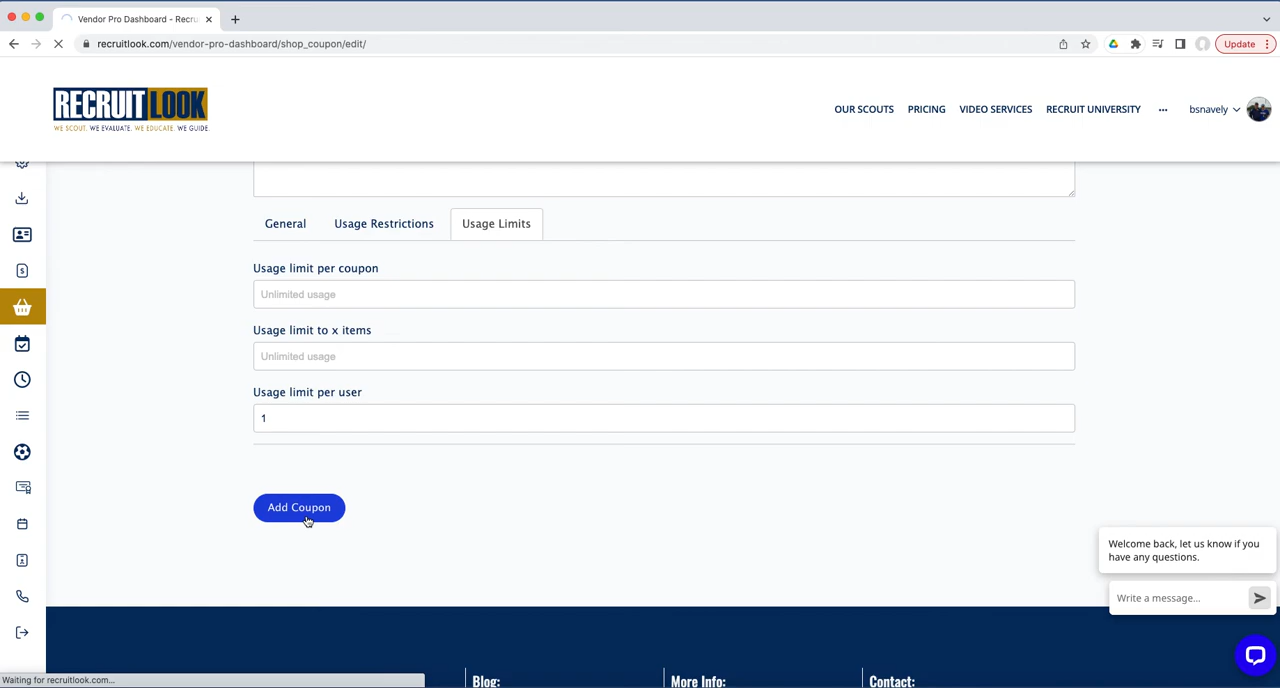 Vendor Pro Dashboard - Recru
recruitlook.com/vendor-pro-dashboard/shop_coupon/edit/
Update
RECRUITLOOK
WE SCOUT. WE EVALUATE. WE EDUCATE. WE GUIDE.
OUR SCOUTS PRICING VIDEO SERVICES RECRUIT UNIVERSITY ... bsnavely
General Usage Restrictions Usage Limits
Usage limit per coupon
Unlimited usage
Usage limit to x items
Unlimited usage
Usage limit per user
1
Add Coupon
Welcome back, let us know if you
have any questions.
Write a message...
Blog: More Info: Contact:
Waiting for recruitlook.com...